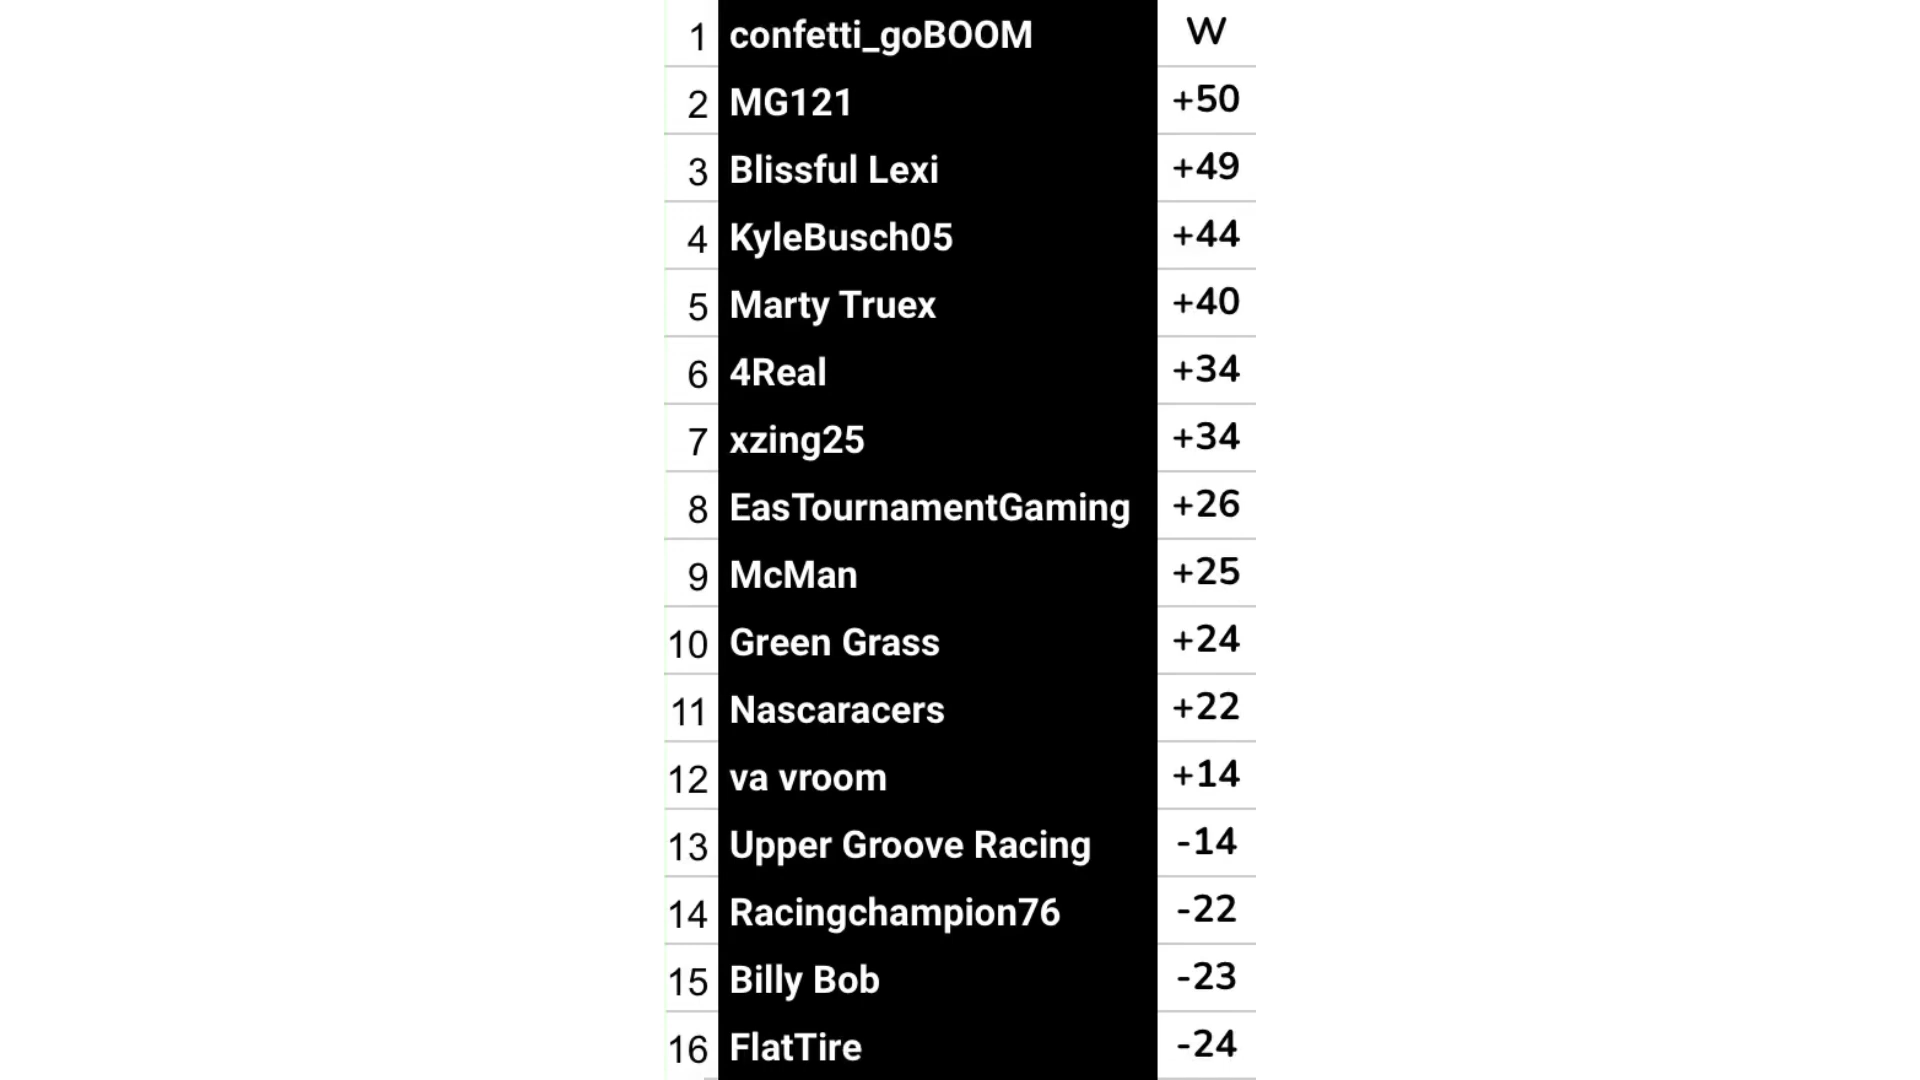 1 confetti_goBOOM W
2 MG121 +50
3 Blissful Lexi +49
4 KyleBusch05 +44
5 Marty Truex +40
6 4Real +34
7 xzing25 +34
8 EasTournamentGaming +26
9 McMan +25
10 Green Grass +24
11 Nascaracers +22
12 va vroom +14
13 Upper Groove Racing -14
14 Racingchampion76 -22
15 Billy Bob -23
16 FlatTire -24